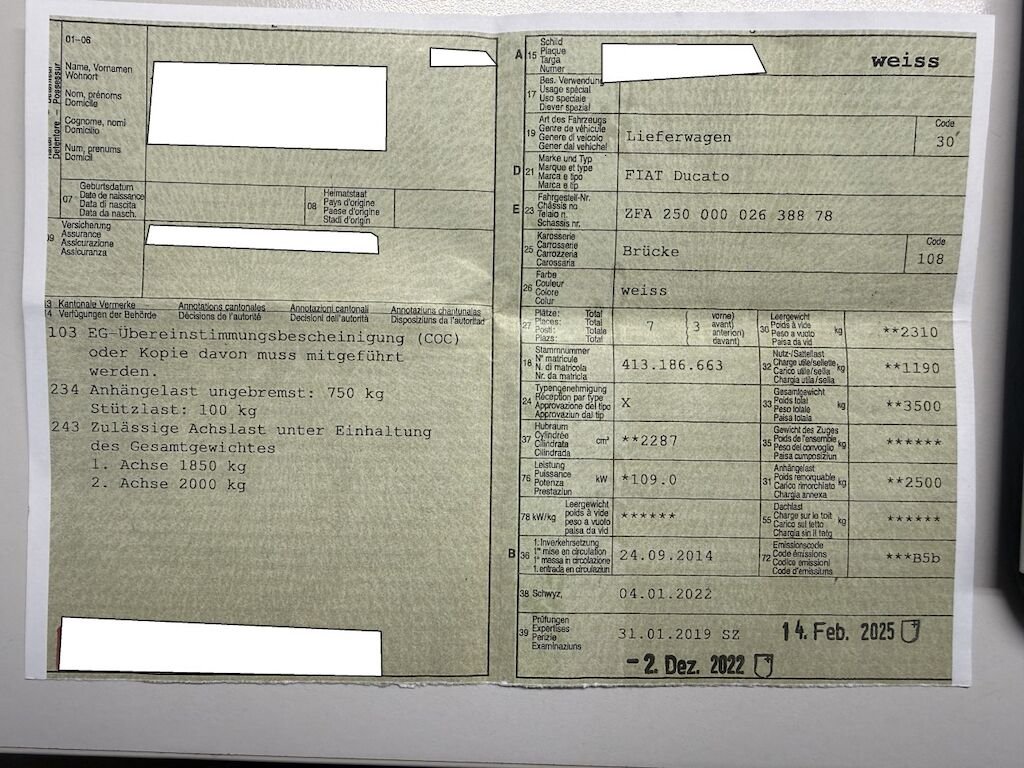 01-06
Name, Vornamen
Wohnort
Nom, prénoms
Domicile
Cognome, nomi
Domicilio
Num, prenums
Domicil
07
Geburtsdatum
Date de naissance
Data di nascita
Data da nasch.
08
Heimatstaat
Pays d'origine
Paese d'origine
Stadi d'origin
09
Versicherung
Assurance
Assicurazione
Assicuranza
13 Kantonale Vermerke Annotations cantonales Annotazioni cantonali Annotaziuns chantunalas
14 Verfügungen der Behörde Décisions de l'autorité Decisioni dell'autorità Disposiziuns da l'autoritad
103 EG-Übereinstimmungsbescheinigung (COC)
oder Kopie davon muss mitgeführt
werden.
234 Anhängelast ungebremst: 750 kg
Stützlast: 100 kg
243 Zulässige Achslast unter Einhaltung
des Gesamtgewichtes
1. Achse 1850 kg
2. Achse 2000 kg
A 15
Schild
Plaque
Targa
Numer
weiss
17
Bes. Verwendung
Usage spécial
Uso speciale
Diever spezial
19
Art des Fahrzeugs
Genre de véhicule
Genere di veicolo
Gener dal vehichel
Lieferwagen
Code
30
D 21
Marke und Typ
Marque et type
Marca e tipo
Marca e tip
FIAT Ducato
E 23
Fahrgestell-Nr.
Châssis no
Telaio n.
Schassis nr.
ZFA 250 000 026 388 78
25
Karosserie
Carrosserie
Carrozzeria
Carossaria
Brücke
Code
108
26
Farbe
Couleur
Colore
Colur
weiss
27
Plätze: Total
Places: Total
Posti: Totale
Plazs: Total
7 ( 3
vorne)
avant)
anteriori)
davant)
30
Leergewicht
Poids à vide
Peso a vuoto
Paisa da vid
kg
**2310
18
Stammnummer
N° matricule
N. di matricola
Nr. da matricla
413.186.663
32
Nutz-/Sattellast
Charge utile/sellette
Carico utile/sella
Chargia utila/sella
kg
**1190
24
Typengenehmigung
Réception par type
Approvazione del tipo
Approvaziun dal tip
X
33
Gesamtgewicht
Poids total
Peso totale
Paisa totala
kg
**3500
37
Hubraum
Cylindrée
Cilindrata
Cilindrada
cm³
**2287
35
Gewicht des Zuges
Poids de l'ensemble
Peso del convoglio
Paisa cumposiziun
kg
******
76
Leistung
Puissance
Potenza
Prestaziun
kW
*109.0
31
Anhängelast
Poids remorquable
Carico rimorchiato
Chargia annexa
kg
**2500
78 kW/kg
Leergewicht
poids à vide
peso a vuoto
paisa da vid
******
55
Dachlast
Charge sur le toit
Carico sul tetto
Chargia sin il tetg
kg
******
B 36
1. Inverkehrsetzung
1re mise en circulation
1a messa in circolazione
1. entrada en circulaziun
24.09.2014
72
Emissionscode
Code émissions
Codice emissioni
Code d'emissiuns
***B5b
38 Schwyz,
04.01.2022
39
Prüfungen
Expertises
Perizie
Examinaziuns
31.01.2019 SZ
14. Feb. 2025
- 2. Dez. 2022